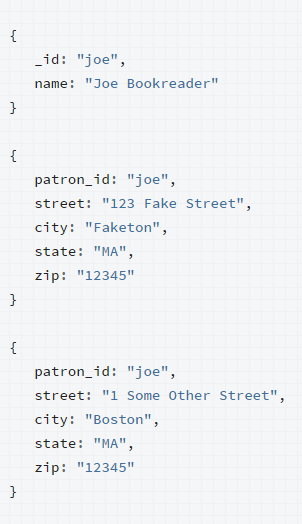 {
_id: "joe",
name: "Joe Bookreader"
}
{
patron_id: "joe",
street: "123 Fake Street",
city: "Faketon",
state: "MA",
zip: "12345"
}
{
patron_id: "joe",
street: "1 Some Other Street",
city: "Boston",
state: "MA",
zip: "12345"
}